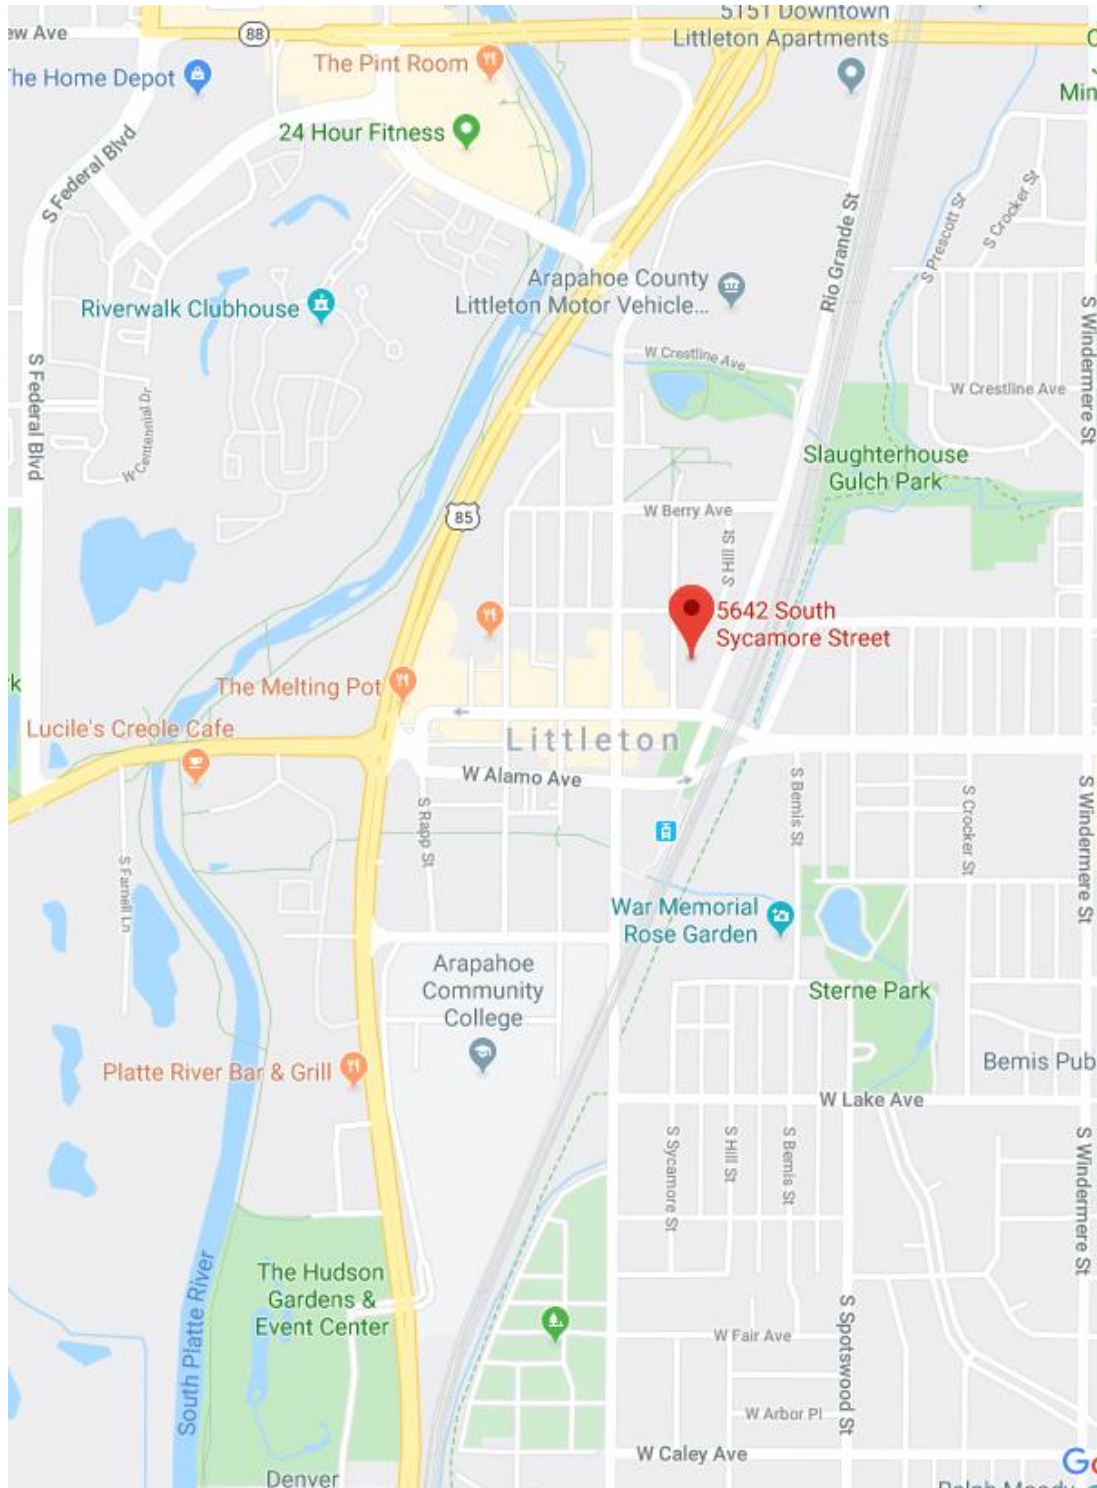 5151 Downtown
Littleton Apartments
ew Ave
88
The Pint Room
The Home Depot
Min
24 Hour Fitness
S Federal Blvd
S Prescott St
S Crocker St
Rio Grande St
Arapahoe County
Littleton Motor Vehicle...
Riverwalk Clubhouse
S Windermere St
W Crestline Ave
S Federal Blvd
W Centennial Dr
W Crestline Ave
Slaughterhouse
Gulch Park
85
W Berry Ave
S Hill St
5642 South
Sycamore Street
rk
The Melting Pot
Lucile's Creole Cafe
Littleton
W Alamo Ave
S Rapp St
S Bemis St
S Crocker St
S Windermere St
S Farnell Ln
War Memorial
Rose Garden
Arapahoe
Community
College
Sterne Park
Platte River Bar & Grill
Bemis Pub
W Lake Ave
S Sycamore St
S Hill St
S Bemis St
S Windermere St
South Platte River
The Hudson
Gardens &
Event Center
S Spotswood St
W Fair Ave
W Arbor Pl
W Caley Ave
Go
Denver